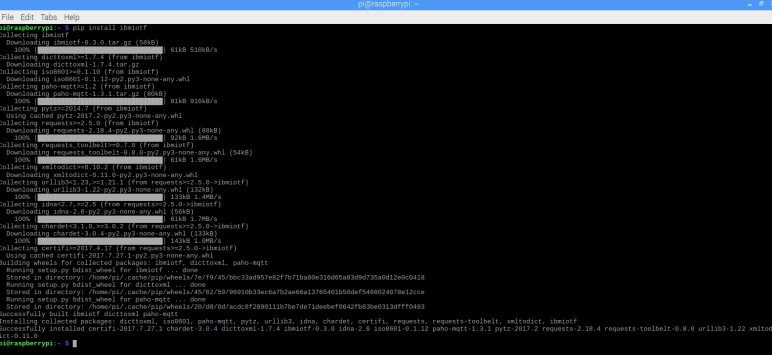 pi@raspberrypi: ~
File Edit Tabs Help
pi@raspberrypi:~ $ pip install ibmiotf
Collecting ibmiotf
Downloading ibmiotf-0.3.0.tar.gz (58kB)
100% 61kB 510kB/s
Collecting dicttoxml>=1.7.4 (from ibmiotf)
Downloading dicttoxml-1.7.4.tar.gz
Collecting iso8601>=0.1.10 (from ibmiotf)
Downloading iso8601-0.1.12-py2.py3-none-any.whl
Collecting paho-mqtt>=1.2 (from ibmiotf)
Downloading paho-mqtt-1.3.1.tar.gz (80kB)
100% 81kB 916kB/s
Collecting pytz>=2014.7 (from ibmiotf)
Using cached pytz-2017.2-py2.py3-none-any.whl
Collecting requests>=2.5.0 (from ibmiotf)
Downloading requests-2.18.4-py2.py3-none-any.whl (88kB)
100% 92kB 1.6MB/s
Collecting requests_toolbelt>=0.7.0 (from ibmiotf)
Downloading requests_toolbelt-0.8.0-py2.py3-none-any.whl (54kB)
100% 61kB 1.6MB/s
Collecting xmltodict>=0.10.2 (from ibmiotf)
Downloading xmltodict-0.11.0-py2.py3-none-any.whl
Collecting urllib3<1.23,>=1.21.1 (from requests>=2.5.0->ibmiotf)
Downloading urllib3-1.22-py2.py3-none-any.whl (132kB)
100% 133kB 1.4MB/s
Collecting idna<2.7,>=2.5 (from requests>=2.5.0->ibmiotf)
Downloading idna-2.6-py2.py3-none-any.whl (56kB)
100% 61kB 1.7MB/s
Collecting chardet<3.1.0,>=3.0.2 (from requests>=2.5.0->ibmiotf)
Downloading chardet-3.0.4-py2.py3-none-any.whl (133kB)
100% 143kB 1.0MB/s
Collecting certifi>=2017.4.17 (from requests>=2.5.0->ibmiotf)
Using cached certifi-2017.7.27.1-py2.py3-none-any.whl
Building wheels for collected packages: ibmiotf, dicttoxml, paho-mqtt
Running setup.py bdist_wheel for ibmiotf ... done
Stored in directory:
Running setup.py bdist_wheel for dicttoxml ... done
Stored in directory:
Running setup.py bdist_wheel for paho-mqtt ... done
Stored in directory:
Successfully built ibmiotf dicttoxml paho-mqtt
Installing collected packages: dicttoxml, iso8601, paho-mqtt, pytz, urllib3, idna, chardet, certifi, requests, requests-toolbelt, xmltodict, ibmiotf
Successfully installed certifi-2017.7.27.1 chardet-3.0.4 dicttoxml-1.7.4 ibmiotf-0.3.0 idna-2.6 iso8601-0.1.12 paho-mqtt-1.3.1 pytz-2017.2 requests-2.18.4 requests-toolbelt-0.8.0 urllib3-1.22 xmltod
ict-0.11.0
pi@raspberrypi:~ $